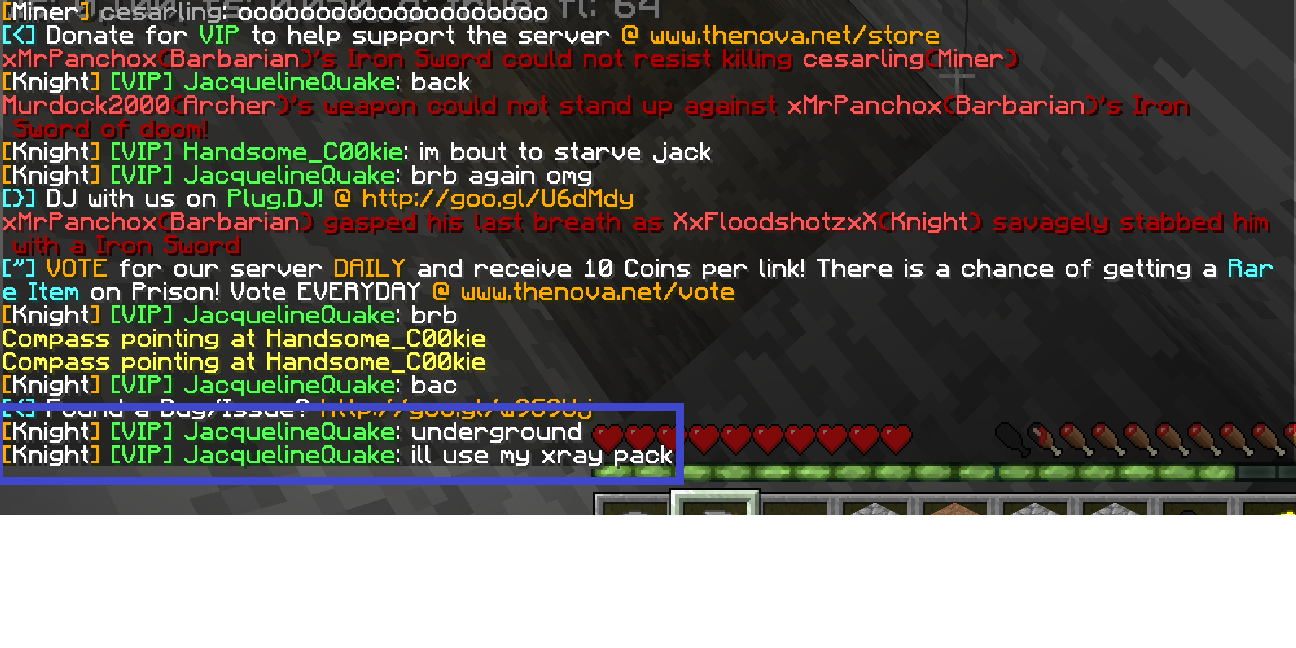 [Miner] cesarling: oooooooooooooooooooo
[<] Donate for VIP to help support the server @ www.thenova.net/store
xMrPanchox(Barbarian)'s Iron Sword could not resist killing cesarling(Miner)
[Knight] [VIP] JacquelineQuake: back
Murdock2000(Archer)'s weapon could not stand up against xMrPanchox(Barbarian)'s Iron
Sword of doom!
[Knight] [VIP] Handsome_C00kie: im bout to starve jack
[Knight] [VIP] JacquelineQuake: brb again omg
[}] DJ with us on Plug.DJ! @ http://goo.gl/U6dMdy
xMrPanchox(Barbarian) gasped his last breath as XxFloodshotzxX(Knight) savagely stabbed him
with a Iron Sword
["] VOTE for our server DAILY and receive 10 Coins per link! There is a chance of getting a Rar
e Item on Prison! Vote EVERYDAY @ www.thenova.net/vote
[Knight] [VIP] JacquelineQuake: brb
Compass pointing at Handsome_C00kie
Compass pointing at Handsome_C00kie
[Knight] [VIP] JacquelineQuake: bac
[<] Found a Bug/Issue?
[Knight] [VIP] JacquelineQuake: underground
[Knight] [VIP] JacquelineQuake: ill use my xray pack